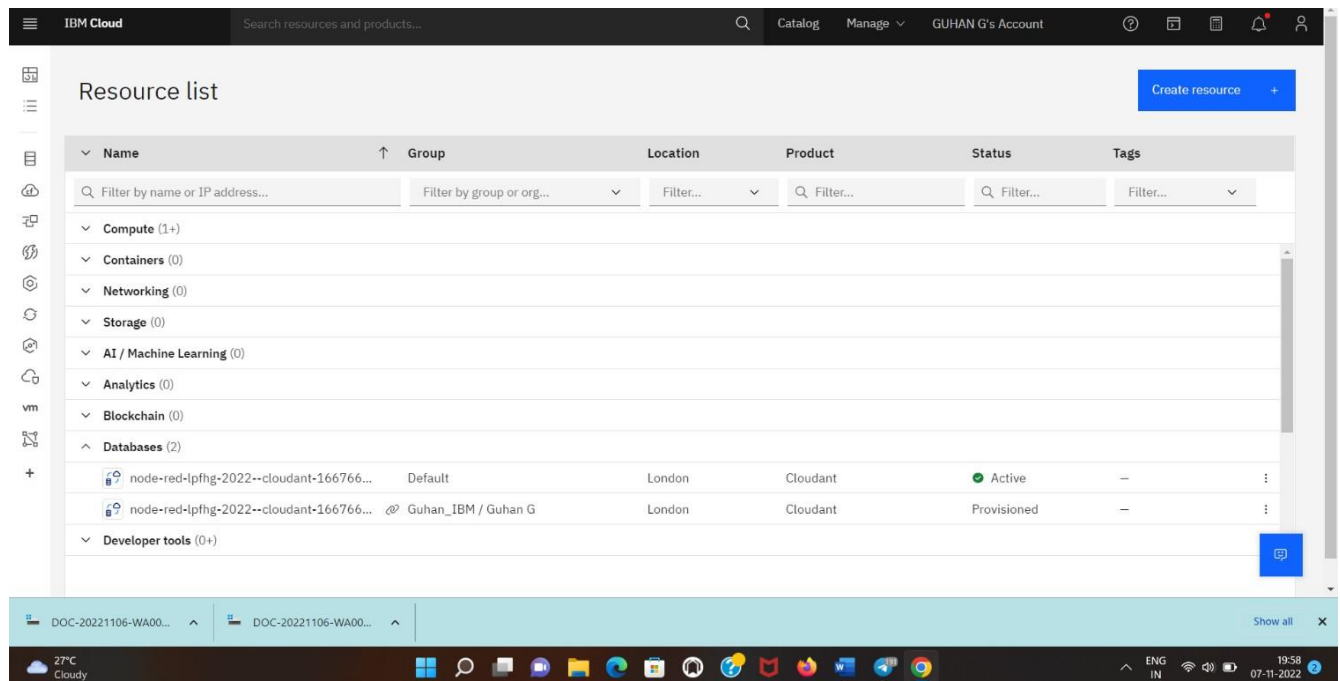 IBM Cloud Search resources and products... Catalog Manage GUHAN G's Account
Resource list
Create resource +
Name Group Location Product Status Tags
Filter by name or IP address... Filter by group or org... Filter... Filter... Filter... Filter...
Compute (1+)
Containers (0)
Networking (0)
Storage (0)
AI / Machine Learning (0)
Analytics (0)
vm
Blockchain (0)
Databases (2)
node-red-lpfhg-2022--cloudant-166766... Default London Cloudant Active –
node-red-lpfhg-2022--cloudant-166766... Guhan_IBM / Guhan G London Cloudant Provisioned –
Developer tools (0+)
DOC-20221106-WA00... DOC-20221106-WA00... Show all X
27°C
Cloudy
ENG
IN
19:58
07-11-2022
2